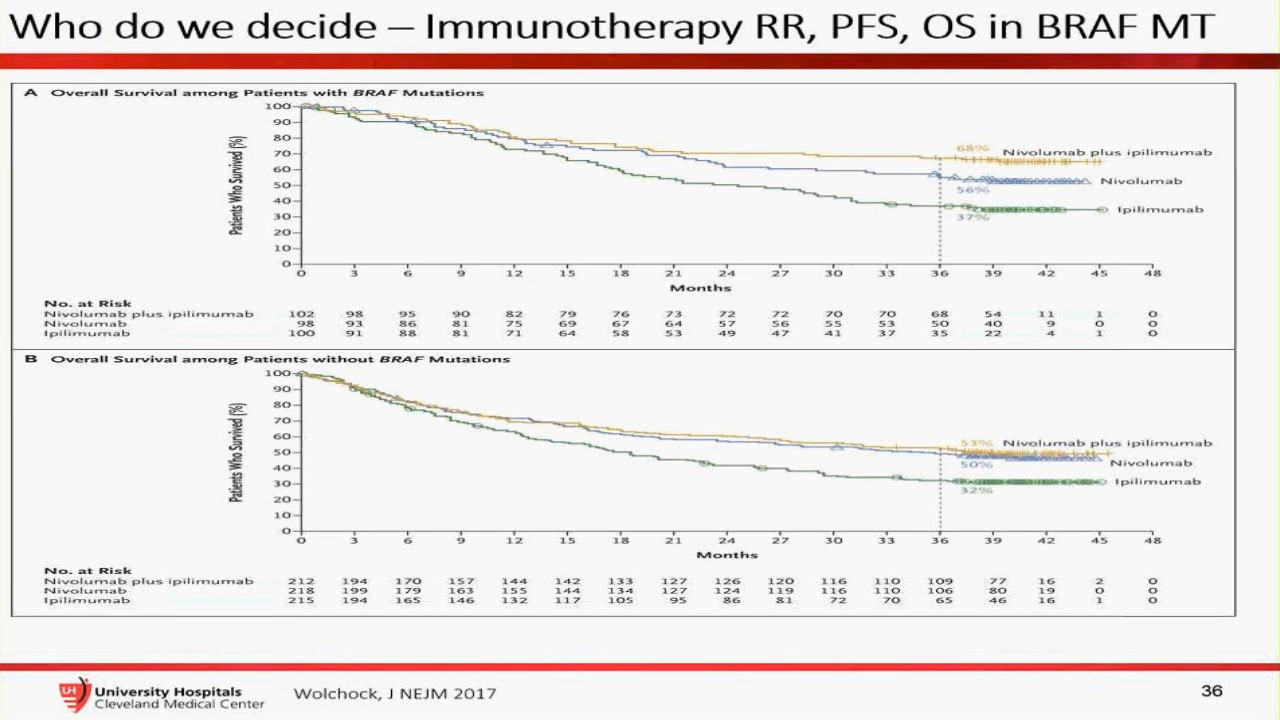 Who do we decide – Immunotherapy RR, PFS, OS in BRAF MT
A Overall Survival among Patients with BRAF Mutations
Patients Who Survived (%)
100
90
80
70
60
50
40
30
20
10
0
68%
Nivolumab plus ipilimumab
Nivolumab
56%
Ipilimumab
37%
0 3 6 9 12 15 18 21 24 27 30 33 36 39 42 45 48
Months
No. at Risk
Nivolumab plus ipilimumab 102 98 95 90 82 79 76 73 72 72 70 70 68 54 11 1 0
Nivolumab 98 93 86 81 75 69 67 64 57 56 55 53 50 40 9 0 0
Ipilimumab 100 91 88 81 71 64 58 53 49 47 41 37 35 22 4 1 0
B Overall Survival among Patients without BRAF Mutations
Patients Who Survived (%)
100
90
80
70
60
50
40
30
20
10
0
53%
Nivolumab plus ipilimumab
50%
Nivolumab
Ipilimumab
32%
0 3 6 9 12 15 18 21 24 27 30 33 36 39 42 45 48
Months
No. at Risk
Nivolumab plus ipilimumab 212 194 170 157 144 142 133 127 126 120 116 110 109 77 16 2 0
Nivolumab 218 199 179 163 155 144 134 127 124 119 116 110 106 80 19 0 0
Ipilimumab 215 194 165 146 132 117 105 95 86 81 72 70 65 46 16 1 0
UH
University Hospitals
Cleveland Medical Center
Wolchock, J NEJM 2017
36